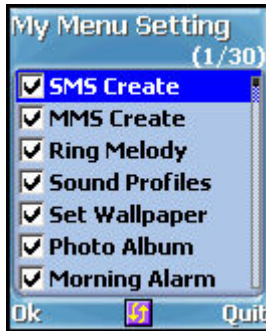 My Menu Setting
(1/30)
SMS Create
MMS Create
Ring Melody
Sound Profiles
Set Wallpaper
Photo Album
Morning Alarm
Ok Quit